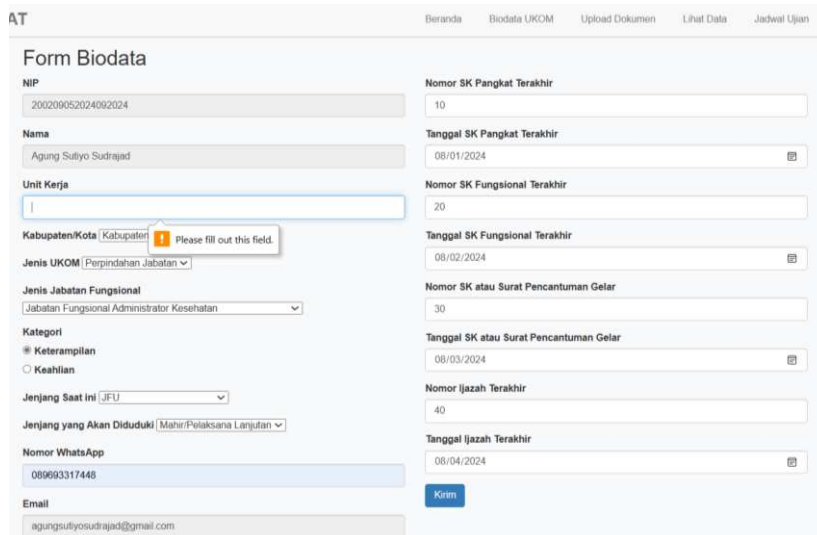 AT
Beranda Biodata UKOM Upload Dokumen Lihat Data Jadwal Ujian
Form Biodata
NIP
200209052024092024
Nama
Agung Sutiyo Sudrajad
Unit Kerja
Kabupaten/Kota Kabupaten
Please fill out this field.
Jenis UKOM Perpindahan Jabatan
Jenis Jabatan Fungsional
Jabatan Fungsional Administrator Kesehatan
Kategori
Keterampilan
Keahlian
Jenjang Saat ini JFU
Jenjang yang Akan Diduduki Mahir/Pelaksana Lanjutan
Nomor WhatsApp
089693317448
Email
agungsutiyosudrajad@gmail.com
Nomor SK Pangkat Terakhir
10
Tanggal SK Pangkat Terakhir
08/01/2024
Nomor SK Fungsional Terakhir
20
Tanggal SK Fungsional Terakhir
08/02/2024
Nomor SK atau Surat Pencantuman Gelar
30
Tanggal SK atau Surat Pencantuman Gelar
08/03/2024
Nomor Ijazah Terakhir
40
Tanggal Ijazah Terakhir
08/04/2024
Kirim